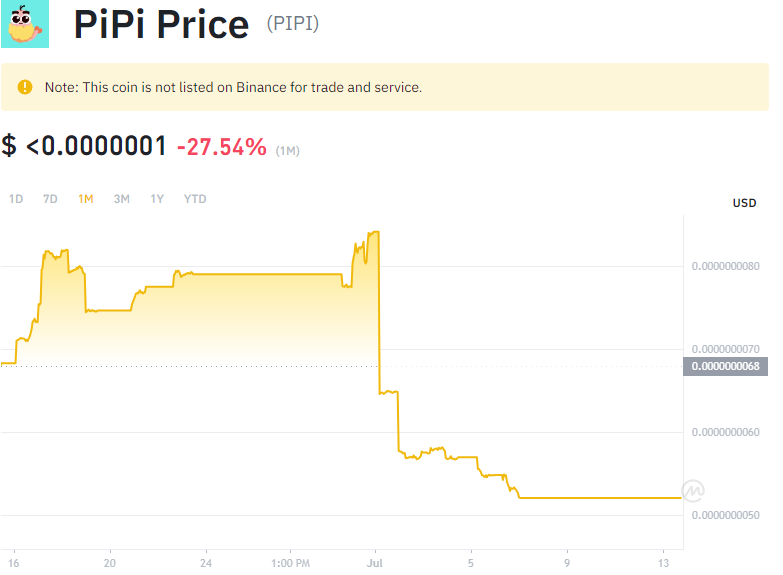 PiPi Price (PIPI)
Note: This coin is not listed on Binance for trade and service.
$ <0.0000001 -27.54% (1M)
1D 7D 1M 3M 1Y YTD
USD
0.0000000080
0.0000000070
0.0000000068
0.0000000060
0.0000000050
16 20 24 1:00 PM Jul 5 9 13